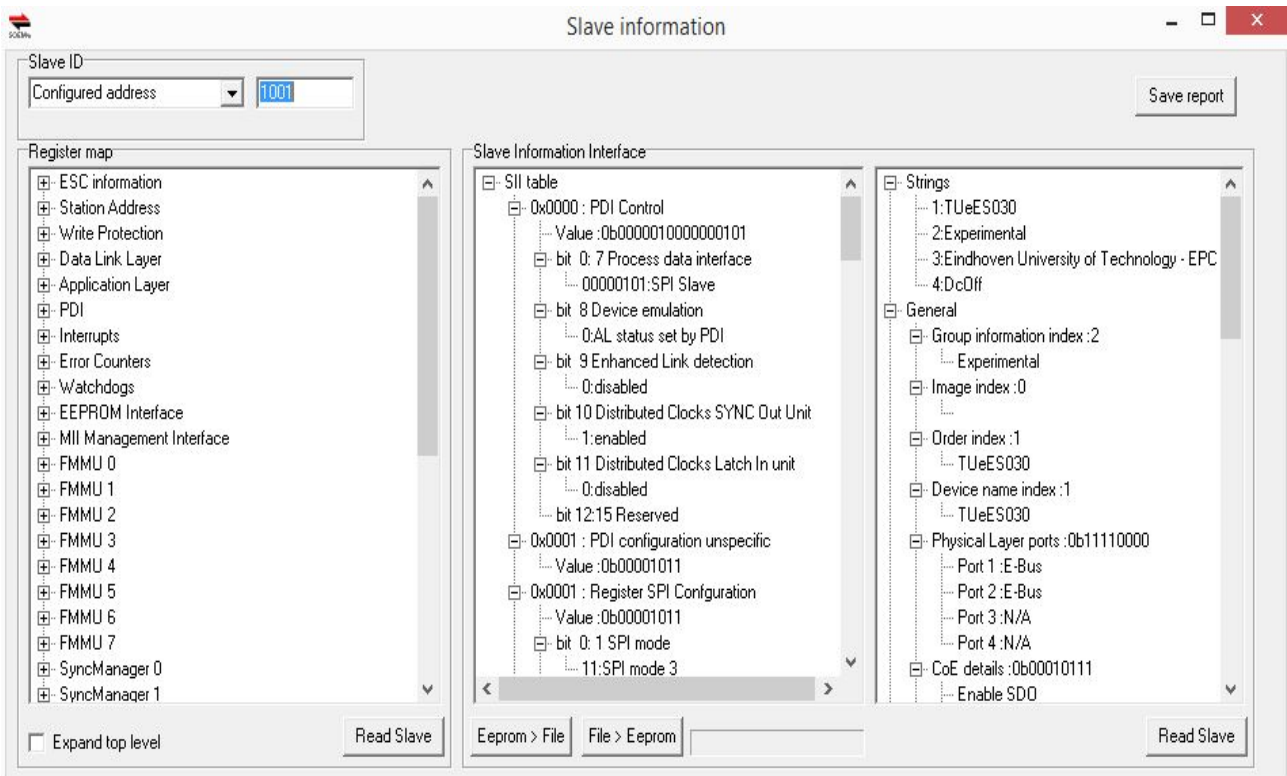 Slave information
Slave ID
Configured address
1001
Save report
Register map
ESC information
Station Address
Write Protection
Data Link Layer
Application Layer
PDI
Interrupts
Error Counters
Watchdogs
EEPROM Interface
MII Management Interface
FMMU 0
FMMU 1
FMMU 2
FMMU 3
FMMU 4
FMMU 5
FMMU 6
FMMU 7
SyncManager 0
SyncManager 1
Expand top level
Read Slave
Slave Information Interface
SII table
0x0000 : PDI Control
Value :0b0000010000000101
bit 0: 7 Process data interface
00000101:SPI Slave
bit 8 Device emulation
0:AL status set by PDI
bit 9 Enhanced Link detection
0:disabled
bit 10 Distributed Clocks SYNC Out Unit
1:enabled
bit 11 Distributed Clocks Latch In unit
0:disabled
bit 12:15 Reserved
0x0001 : PDI configuration unspecific
Value :0b00001011
0x0001 : Register SPI Confguration
Value :0b00001011
bit 0: 1 SPI mode
11:SPI mode 3
Eeprom > File
File > Eeprom
Strings
1:TUeES030
2:Experimental
3:Eindhoven University of Technology - EPC
4:DcOff
General
Group information index :2
Experimental
Image index :0
Order index :1
TUeES030
Device name index :1
TUeES030
Physical Layer ports :0b11110000
Port 1 :E-Bus
Port 2 :E-Bus
Port 3 :N/A
Port 4 :N/A
CoE details :0b00010111
Enable SDO
Read Slave